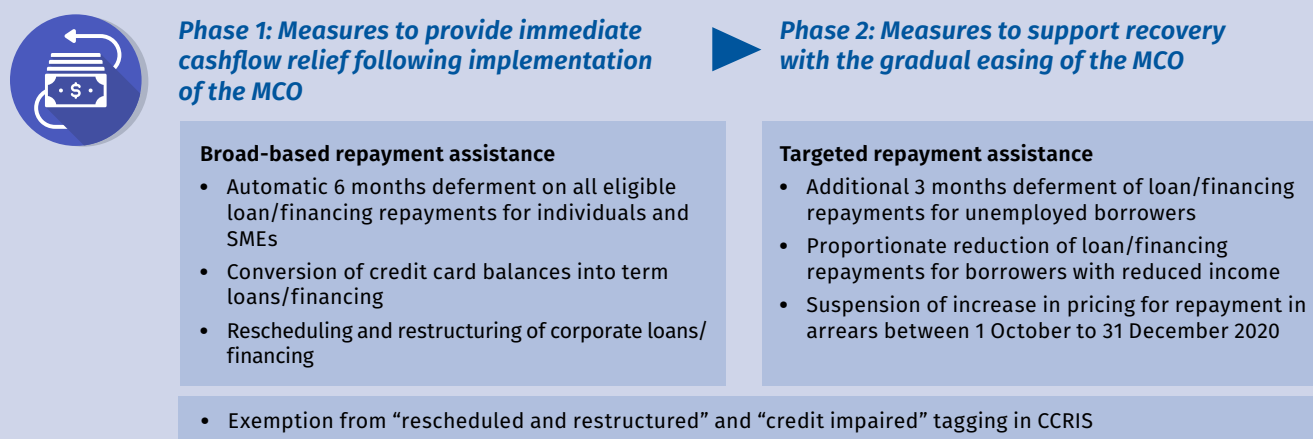 Phase 1: Measures to provide immediate
cashflow relief following implementation
of the MCO
Phase 2: Measures to support recovery
with the gradual easing of the MCO
$
Broad-based repayment assistance
• Automatic 6 months deferment on all eligible
loan/financing repayments for individuals and
SMEs
• Conversion of credit card balances into term
loans/financing
• Rescheduling and restructuring of corporate loans/
financing
Targeted repayment assistance
• Additional 3 months deferment of loan/financing
repayments for unemployed borrowers
• Proportionate reduction of loan/financing
repayments for borrowers with reduced income
• Suspension of increase in pricing for repayment in
arrears between 1 October to 31 December 2020
• Exemption from “rescheduled and restructured” and “credit impaired” tagging in CCRIS